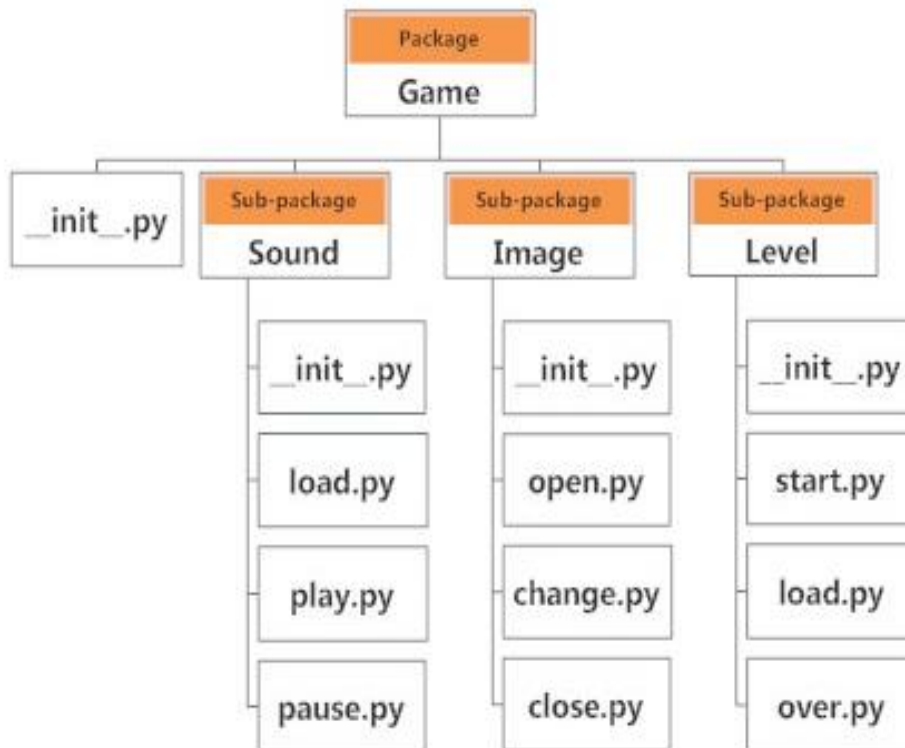 Package
Game
__init__.py
Sub-package
Sound
Sub-package
Image
Sub-package
Level
__init__.py
load.py
play.py
pause.py
__init__.py
open.py
change.py
close.py
__init__.py
start.py
load.py
over.py